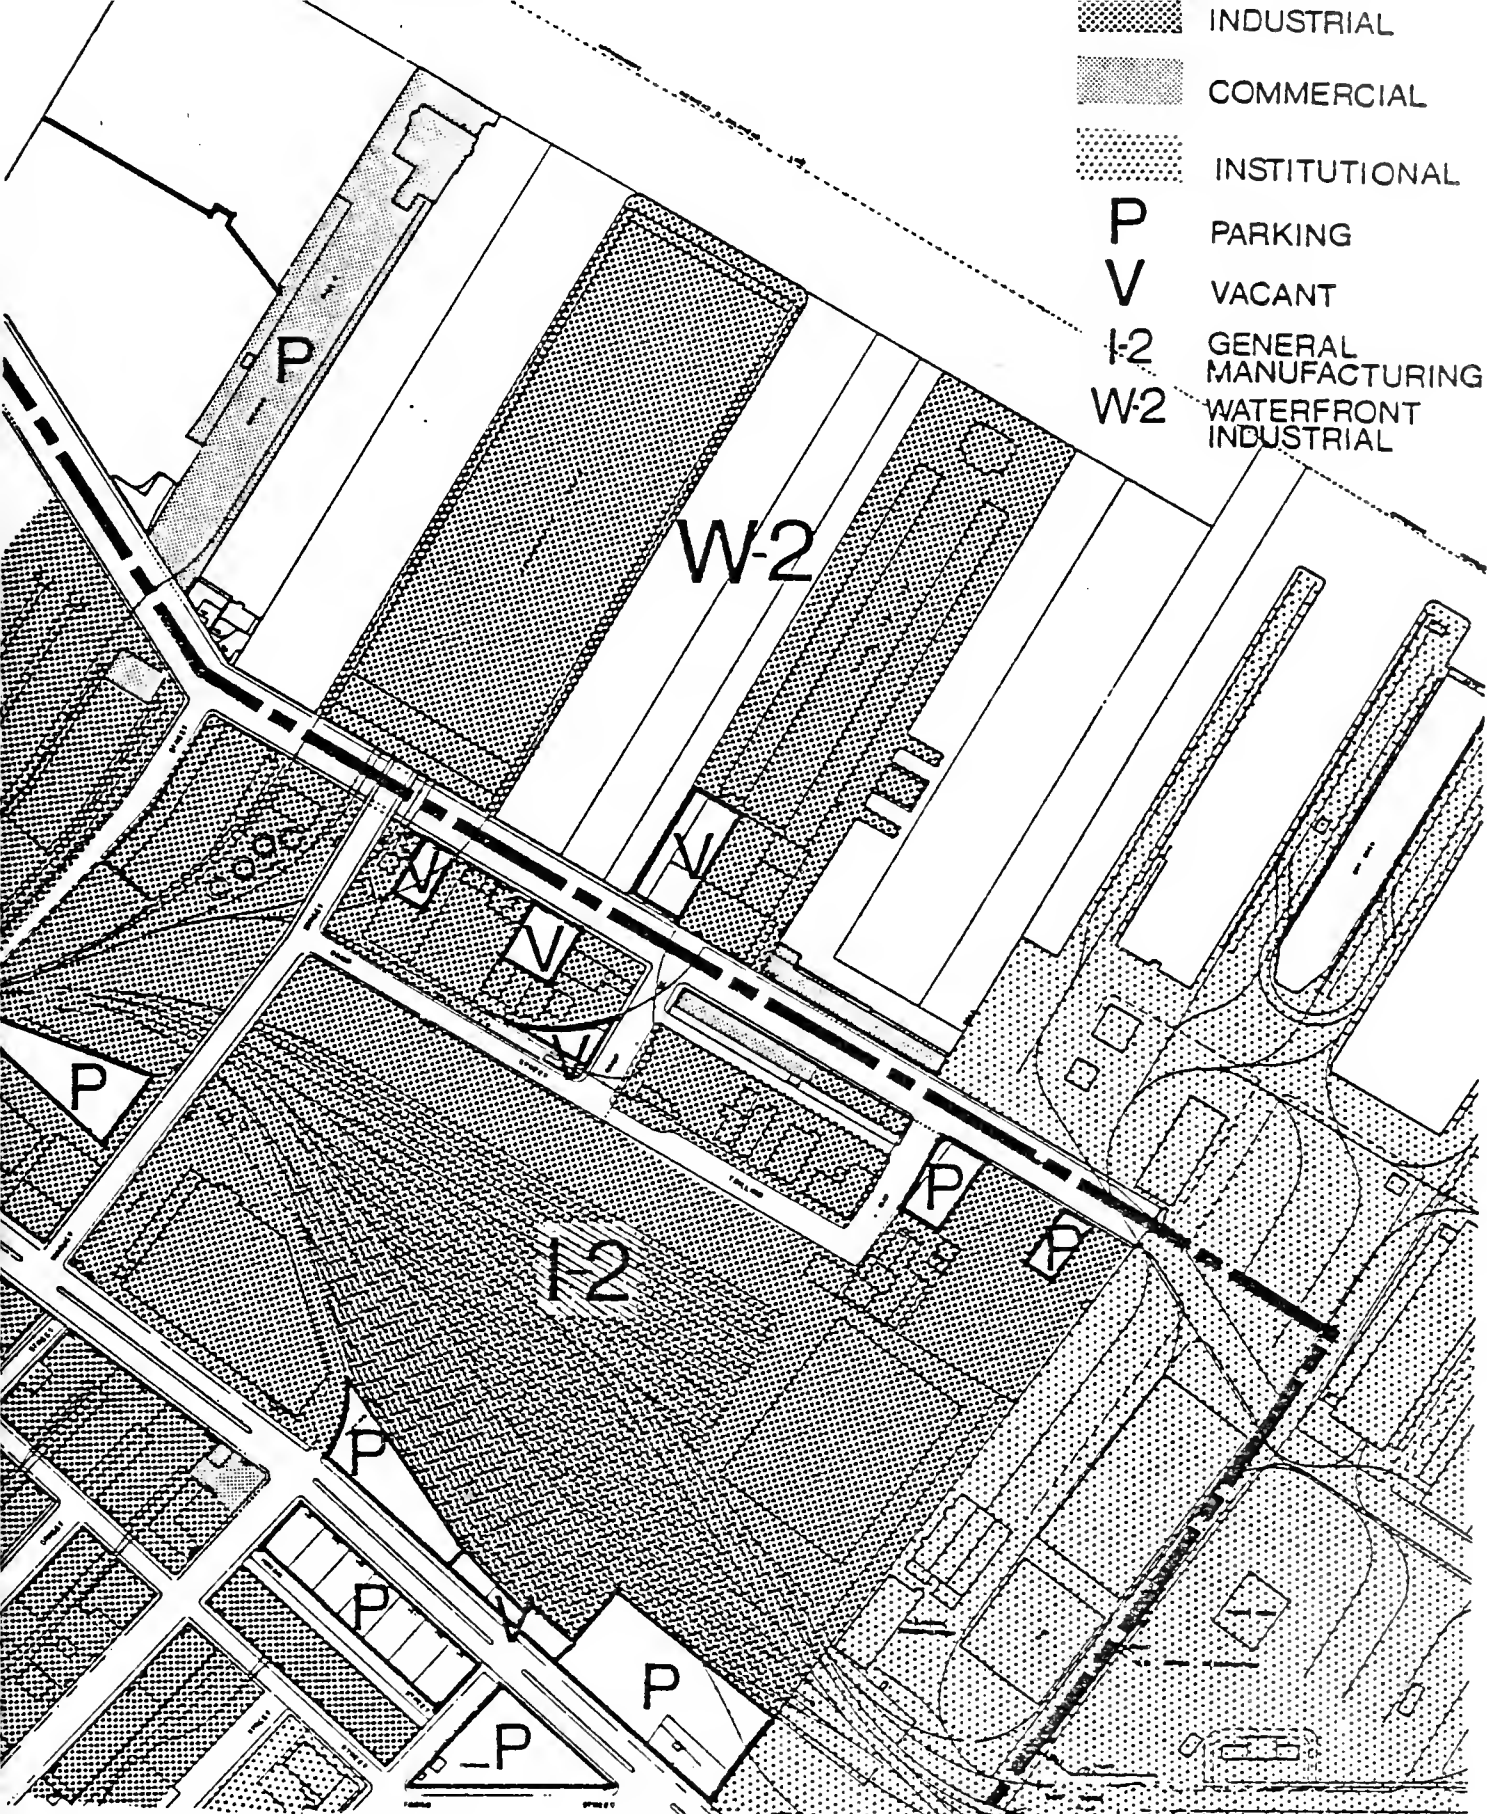 INDUSTRIAL
COMMERCIAL
INSTITUTIONAL
P PARKING
V VACANT
I-2 GENERAL
MANUFACTURING
W-2 WATERFRONT
INDUSTRIAL
P
W-2
V
V
V
V
P
P
P
I-2
P
P
V
P
P